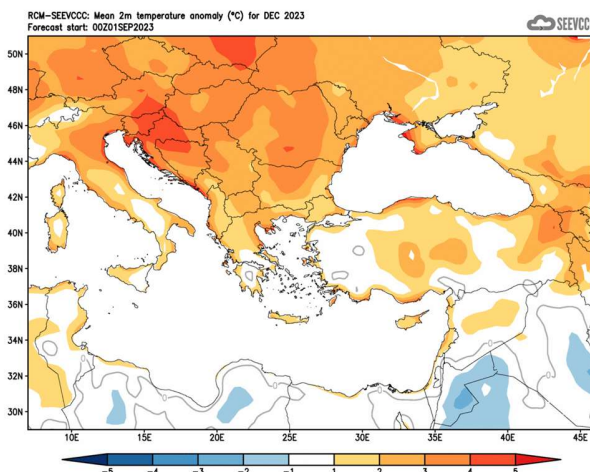 RCM-SEEVCCC: Mean 2m temperature anomaly (°C) for DEC 2023
Forecast start: 00Z01SEP2023
SEEVCCC
50N
48N
46N
44N
42N
40N
38N
36N
34N
32N
30N
10E 15E 20E 25E 30E 35E 40E 45E
-5 -4 -3 -2 -1 1 2 3 4 5